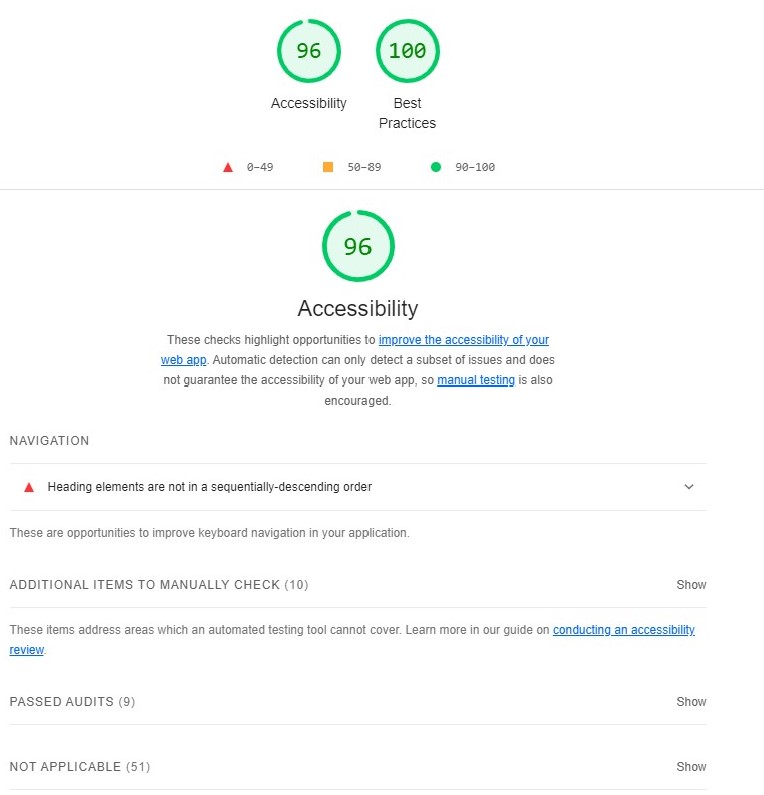 96
100
Accessibility
Best
Practices
0–49
50–89
90–100
96
Accessibility
These checks highlight opportunities to improve the accessibility of your
web app. Automatic detection can only detect a subset of issues and does
not guarantee the accessibility of your web app, so manual testing is also
encouraged.
NAVIGATION
Heading elements are not in a sequentially-descending order
These are opportunities to improve keyboard navigation in your application.
ADDITIONAL ITEMS TO MANUALLY CHECK (10)
Show
These items address areas which an automated testing tool cannot cover. Learn more in our guide on conducting an accessibility
review.
PASSED AUDITS (9)
Show
NOT APPLICABLE (51)
Show